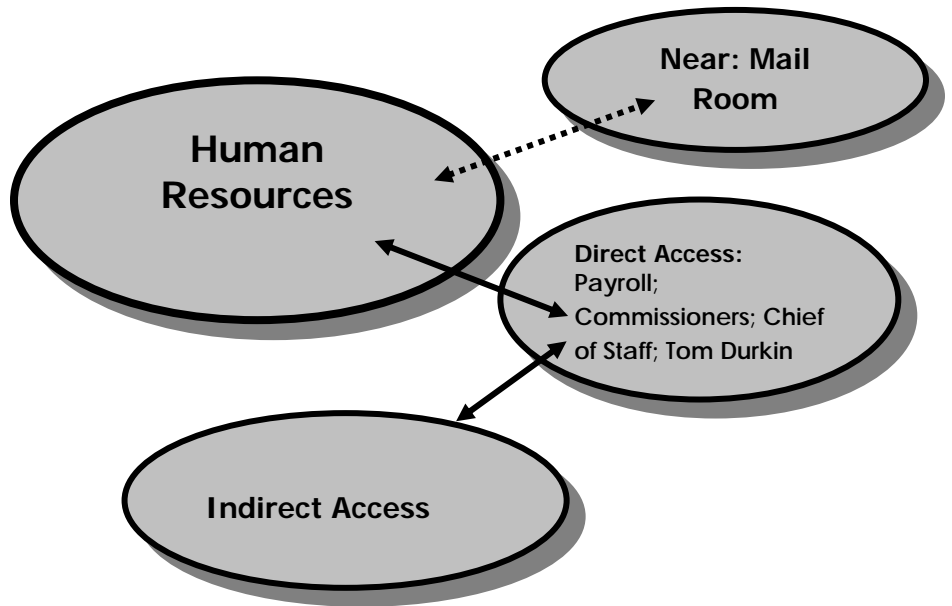 Near: Mail
Room
Human
Resources
Direct Access:
Payroll;
Commissioners; Chief
of Staff; Tom Durkin
Indirect Access